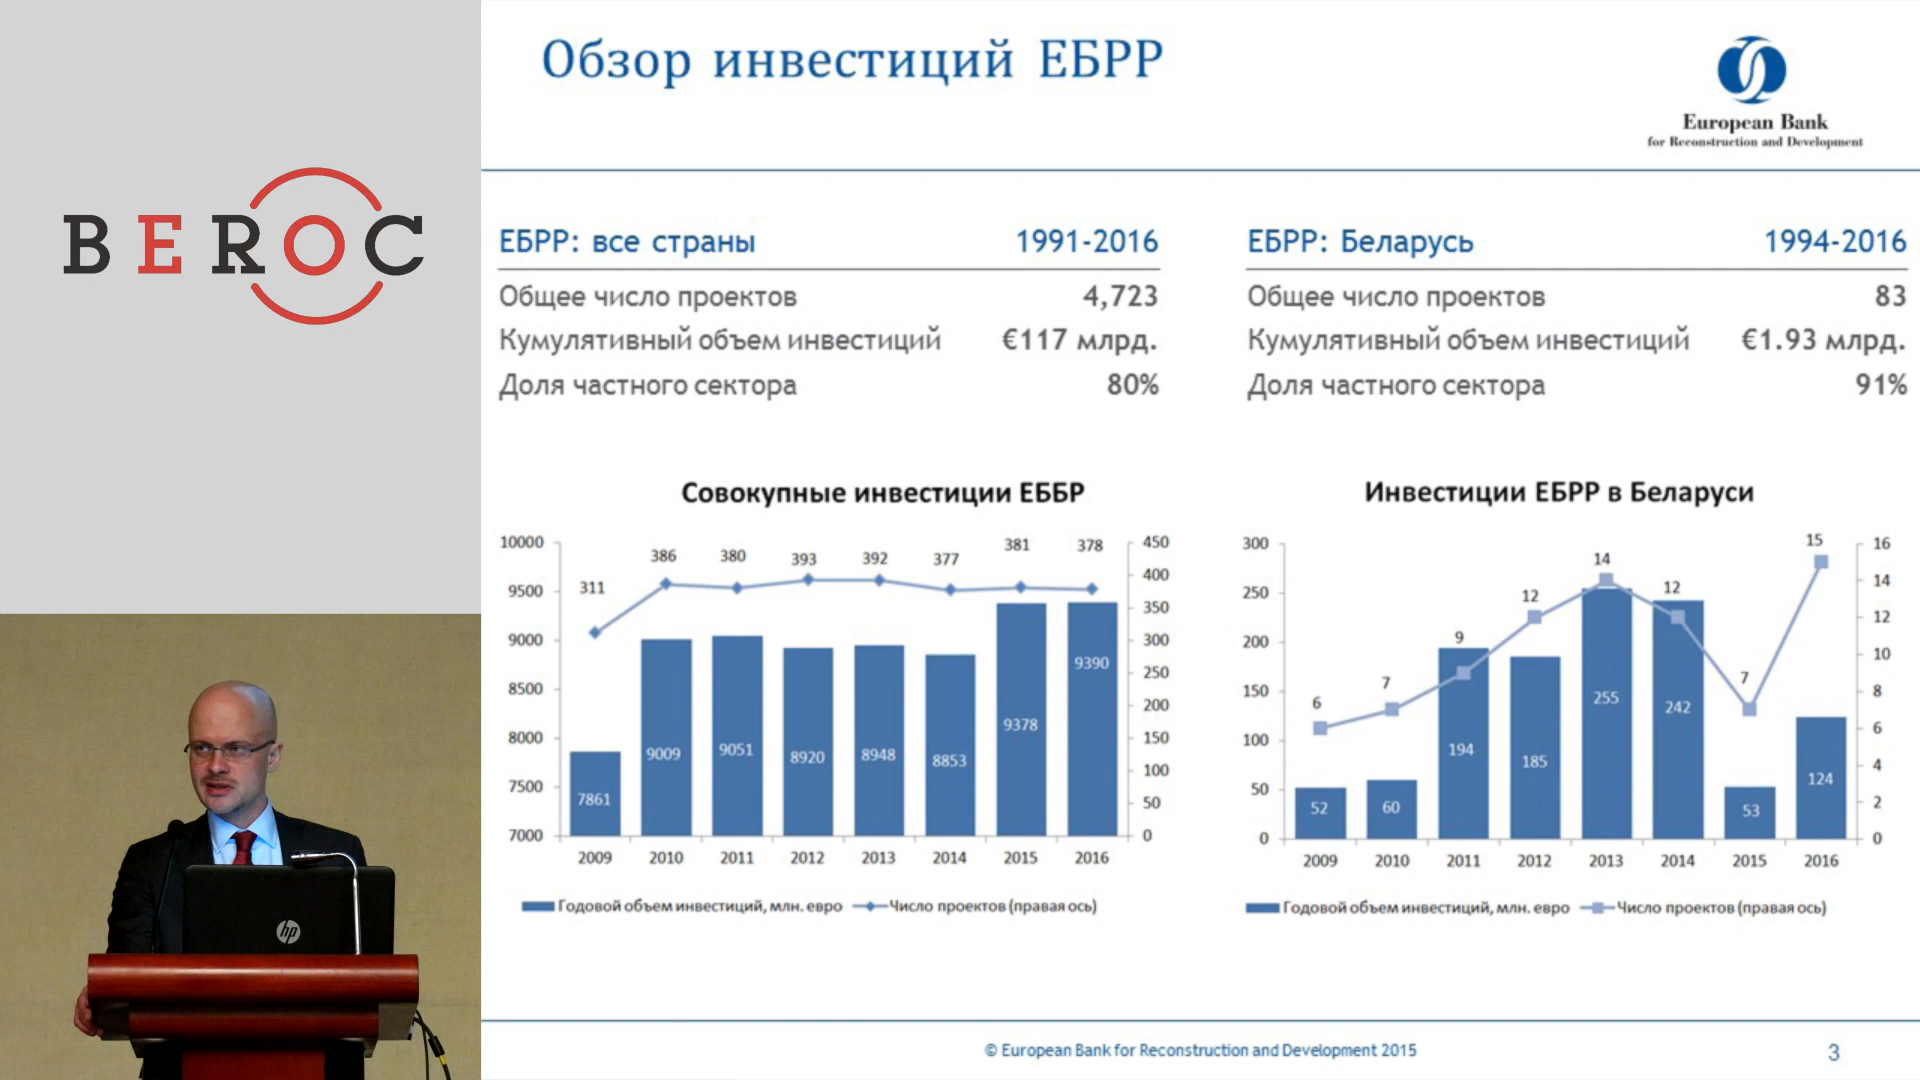 BEROC
Обзор инвестиций ЕБРР
European Bank
for Reconstruction and Development
ЕБРР: все страны 1991-2016
Общее число проектов 4,723
Кумулятивный объем инвестиций €117 млрд.
Доля частного сектора 80%
ЕБРР: Беларусь 1994-2016
Общее число проектов 83
Кумулятивный объем инвестиций €1.93 млрд.
Доля частного сектора 91%
Совокупные инвестиции ЕББР
10000
9500
9000
8500
8000
7500
7000
311 386 380 393 392 377 381 378
7861 9009 9051 8920 8948 8853 9378 9390
450
400
350
300
250
200
150
100
50
0
2009 2010 2011 2012 2013 2014 2015 2016
Годовой объем инвестиций, млн. евро Число проектов (правая ось)
Инвестиции ЕБРР в Беларуси
300
250
200
150
100
50
0
6 7 9 12 14 12 7 15
52 60 194 185 255 242 53 124
16
14
12
10
8
6
4
2
0
2009 2010 2011 2012 2013 2014 2015 2016
Годовой объем инвестиций, млн. евро Число проектов (правая ось)
hp
© European Bank for Reconstruction and Development 2015
3